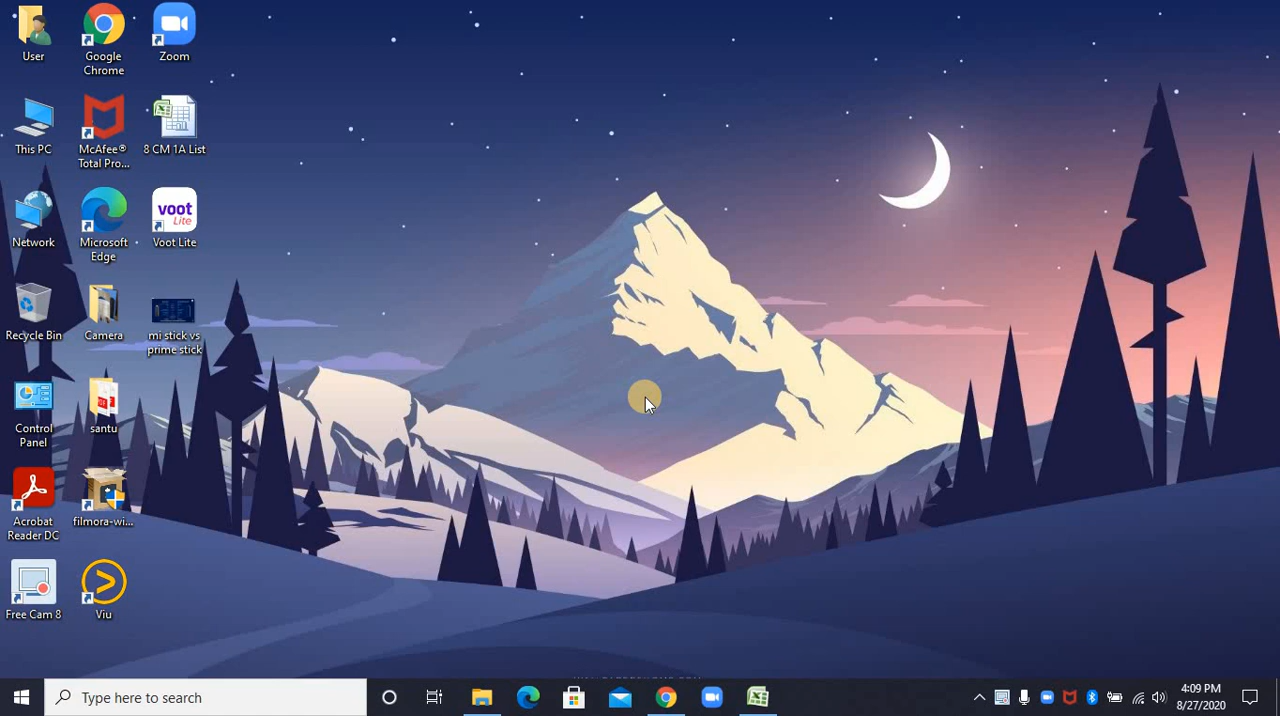 User
Google
Chrome
Zoom
This PC
McAfee®
Total Pro...
8 CM 1A List
Network
Microsoft
Edge
voot
Lite
Voot Lite
Recycle Bin
Camera
mi stick vs
prime stick
Control
Panel
santu
Acrobat
Reader DC
filmora-wi...
Free Cam 8
Viu
Type here to search
4:09 PM
8/27/2020